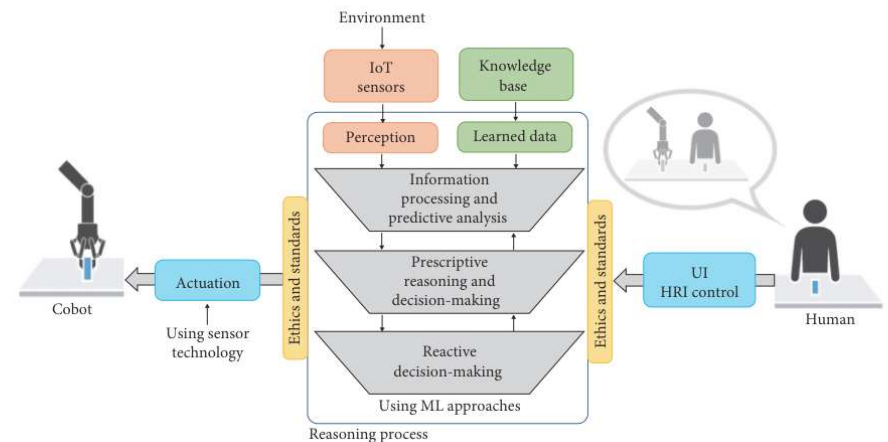 Environment
IoT
sensors
Knowledge
base
Perception
Learned data
Information
processing and
predictive analysis
Ethics and standards
Prescriptive
reasoning and
decision-making
Ethics and standards
Actuation
UI
HRI control
Cobot
Human
Using sensor
technology
Reactive
decision-making
Using ML approaches
Reasoning process